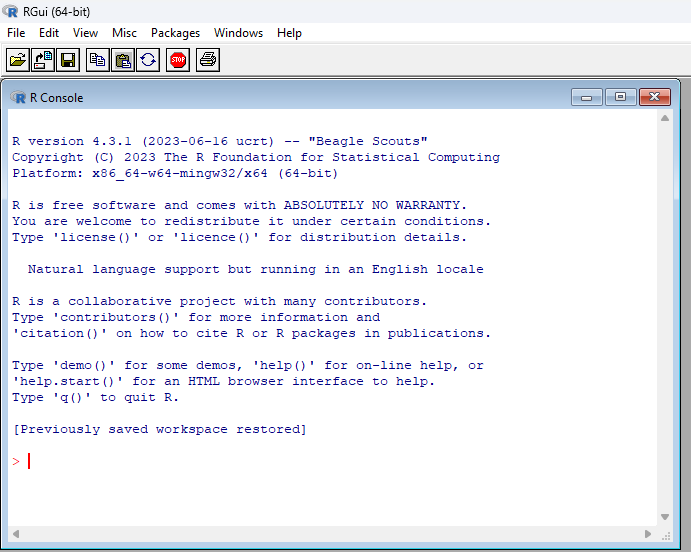 RGui (64-bit)
File Edit View Misc Packages Windows Help
STOP
R Console
R version 4.3.1 (2023-06-16 ucrt) -- "Beagle Scouts"
Copyright (C) 2023 The R Foundation for Statistical Computing
Platform: x86_64-w64-mingw32/x64 (64-bit)
R is free software and comes with ABSOLUTELY NO WARRANTY.
You are welcome to redistribute it under certain conditions.
Type 'license()' or 'licence()' for distribution details.
Natural language support but running in an English locale
R is a collaborative project with many contributors.
Type 'contributors()' for more information and
'citation()' on how to cite R or R packages in publications.
Type 'demo()' for some demos, 'help()' for on-line help, or
'help.start()' for an HTML browser interface to help.
Type 'q()' to quit R.
[Previously saved workspace restored]
>